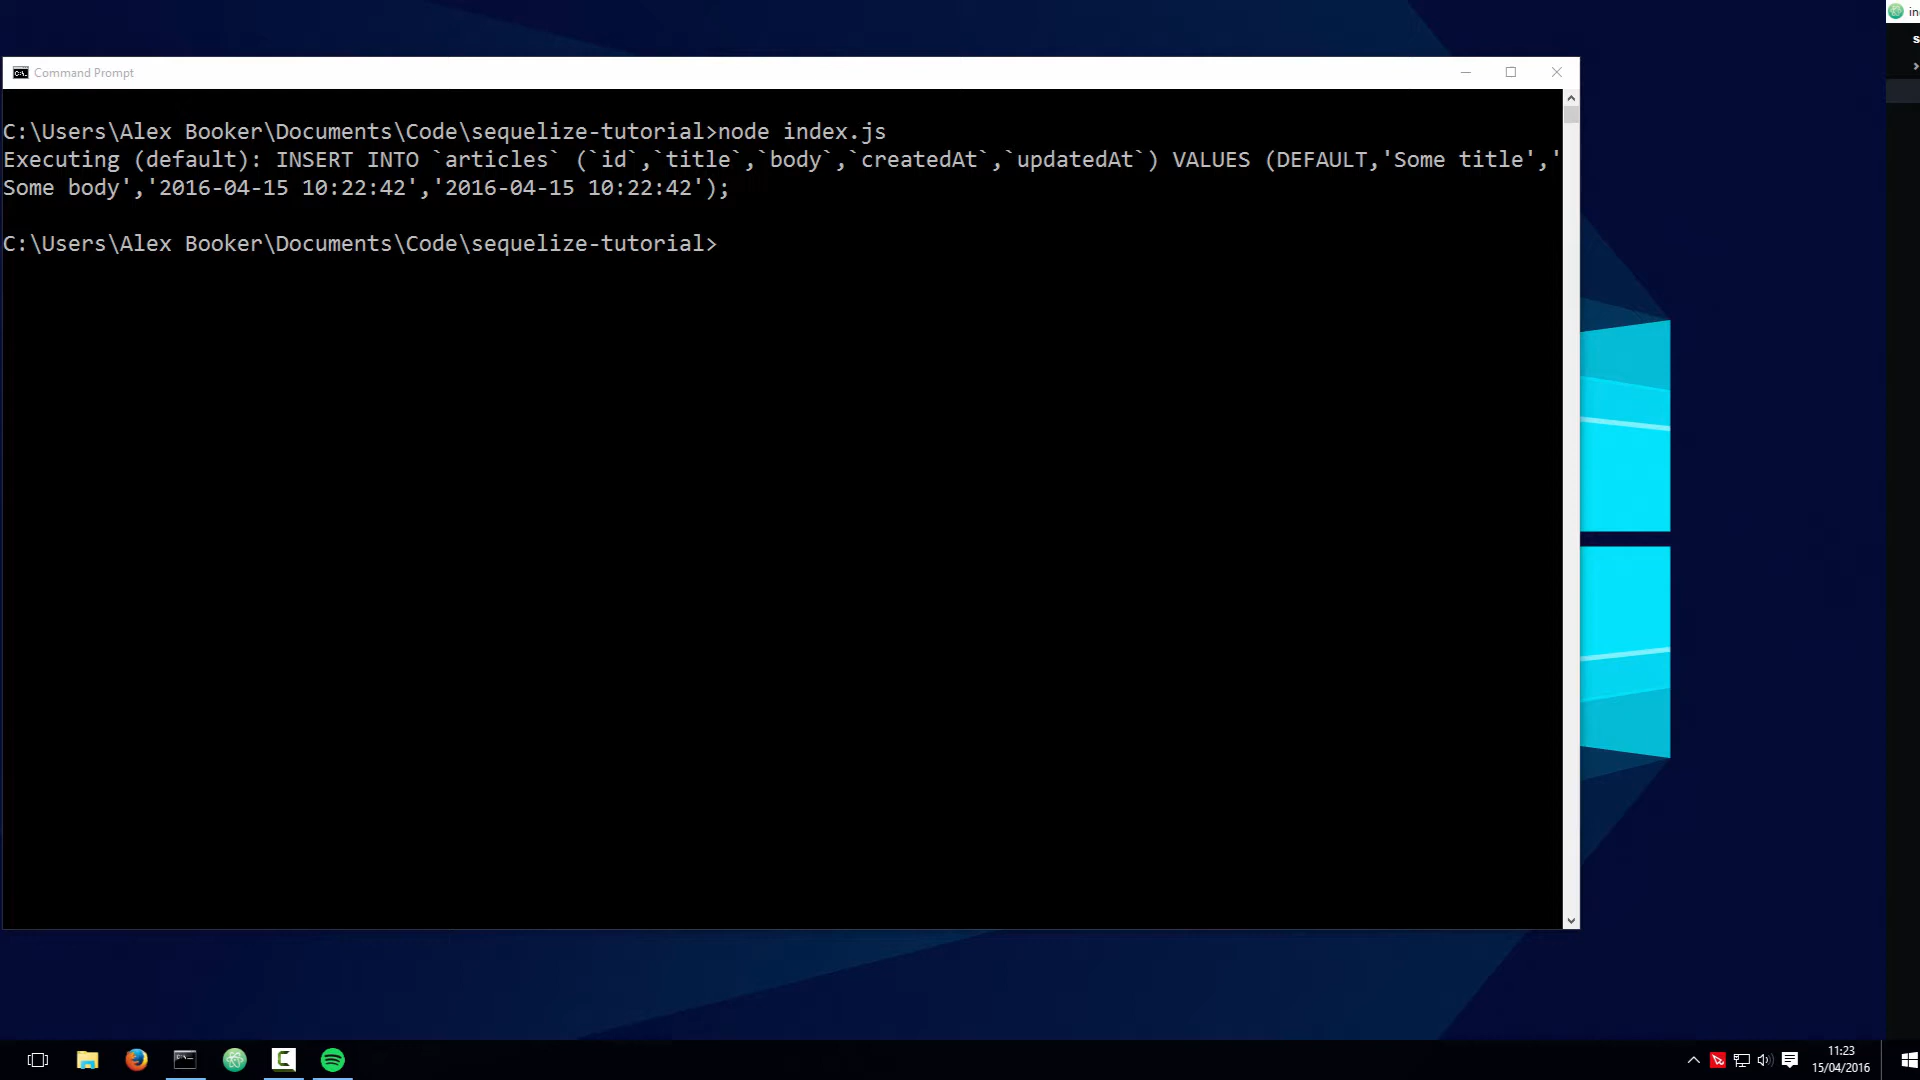 in
s
Command Prompt
C:\Users\Alex Booker\Documents\Code\sequelize-tutorial>node index.js
Executing (default): INSERT INTO `articles` (`id`,`title`,`body`,`createdAt`,`updatedAt`) VALUES (DEFAULT,'Some title','
Some body','2016-04-15 10:22:42','2016-04-15 10:22:42');
C:\Users\Alex Booker\Documents\Code\sequelize-tutorial>
11:23
15/04/2016